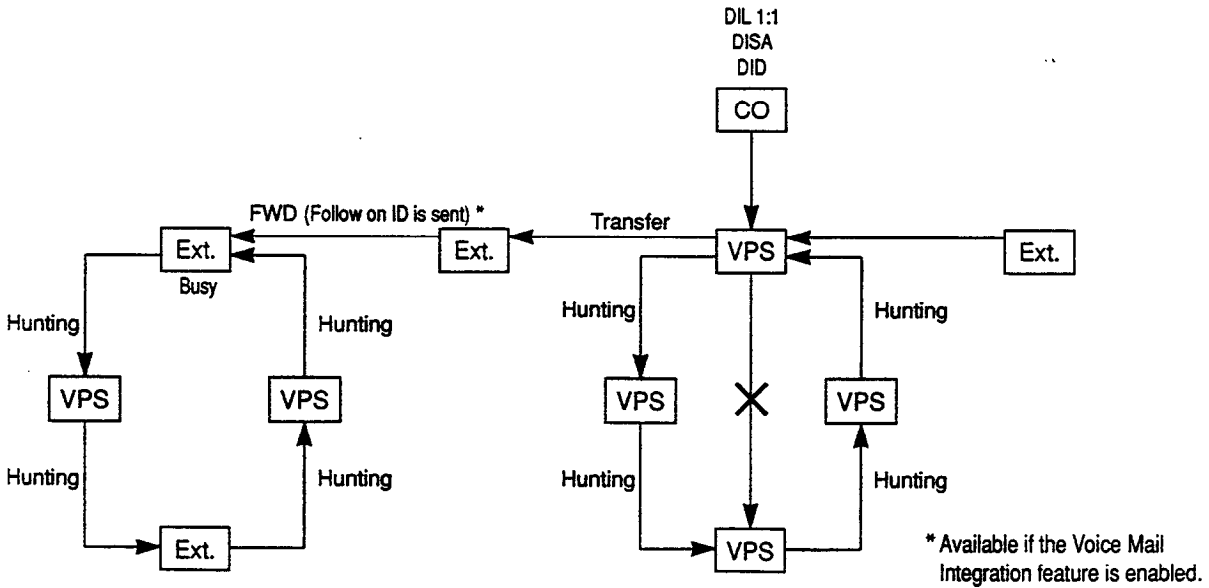 DIL 1:1
DISA
DID
CO
FWD (Follow on ID is sent) *
Transfer
Ext.
Ext.
VPS
Ext.
Busy
Hunting
Hunting
Hunting
Hunting
VPS
VPS
VPS
VPS
Hunting
Hunting
Hunting
Hunting
Ext.
VPS
* Available if the Voice Mail
Integration feature is enabled.